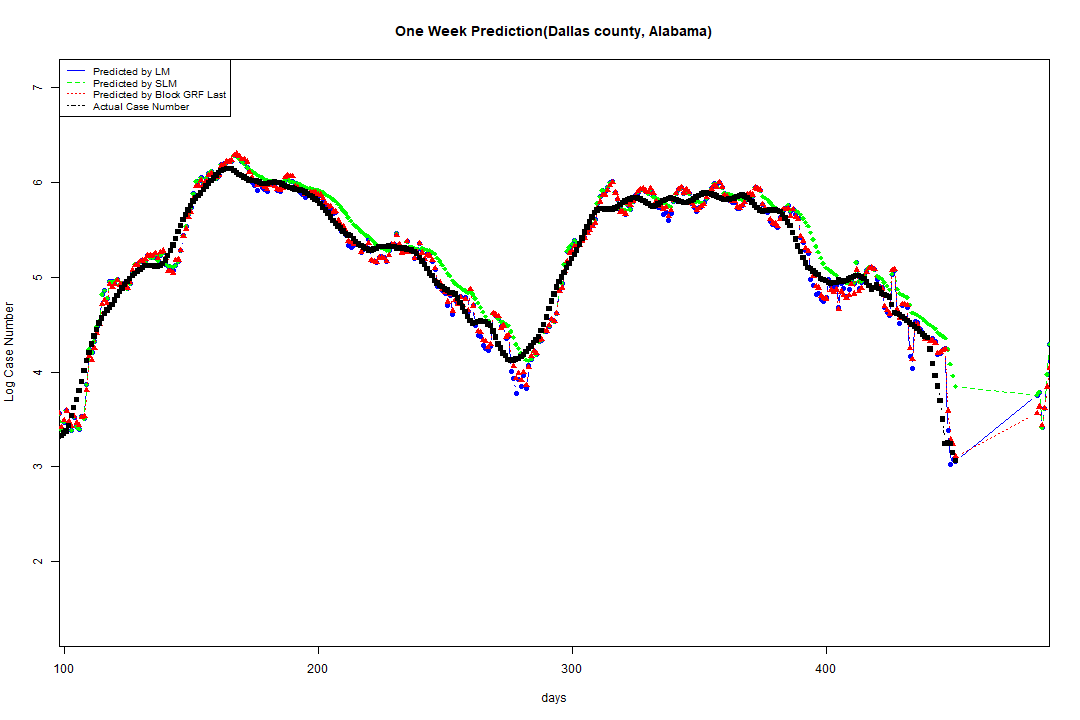 One Week Prediction(Dallas county, Alabama)
Predicted by LM
Predicted by SLM
Predicted by Block GRF Last
Actual Case Number
7
6
5
4
3
2
Log Case Number
100 200 300 400
days